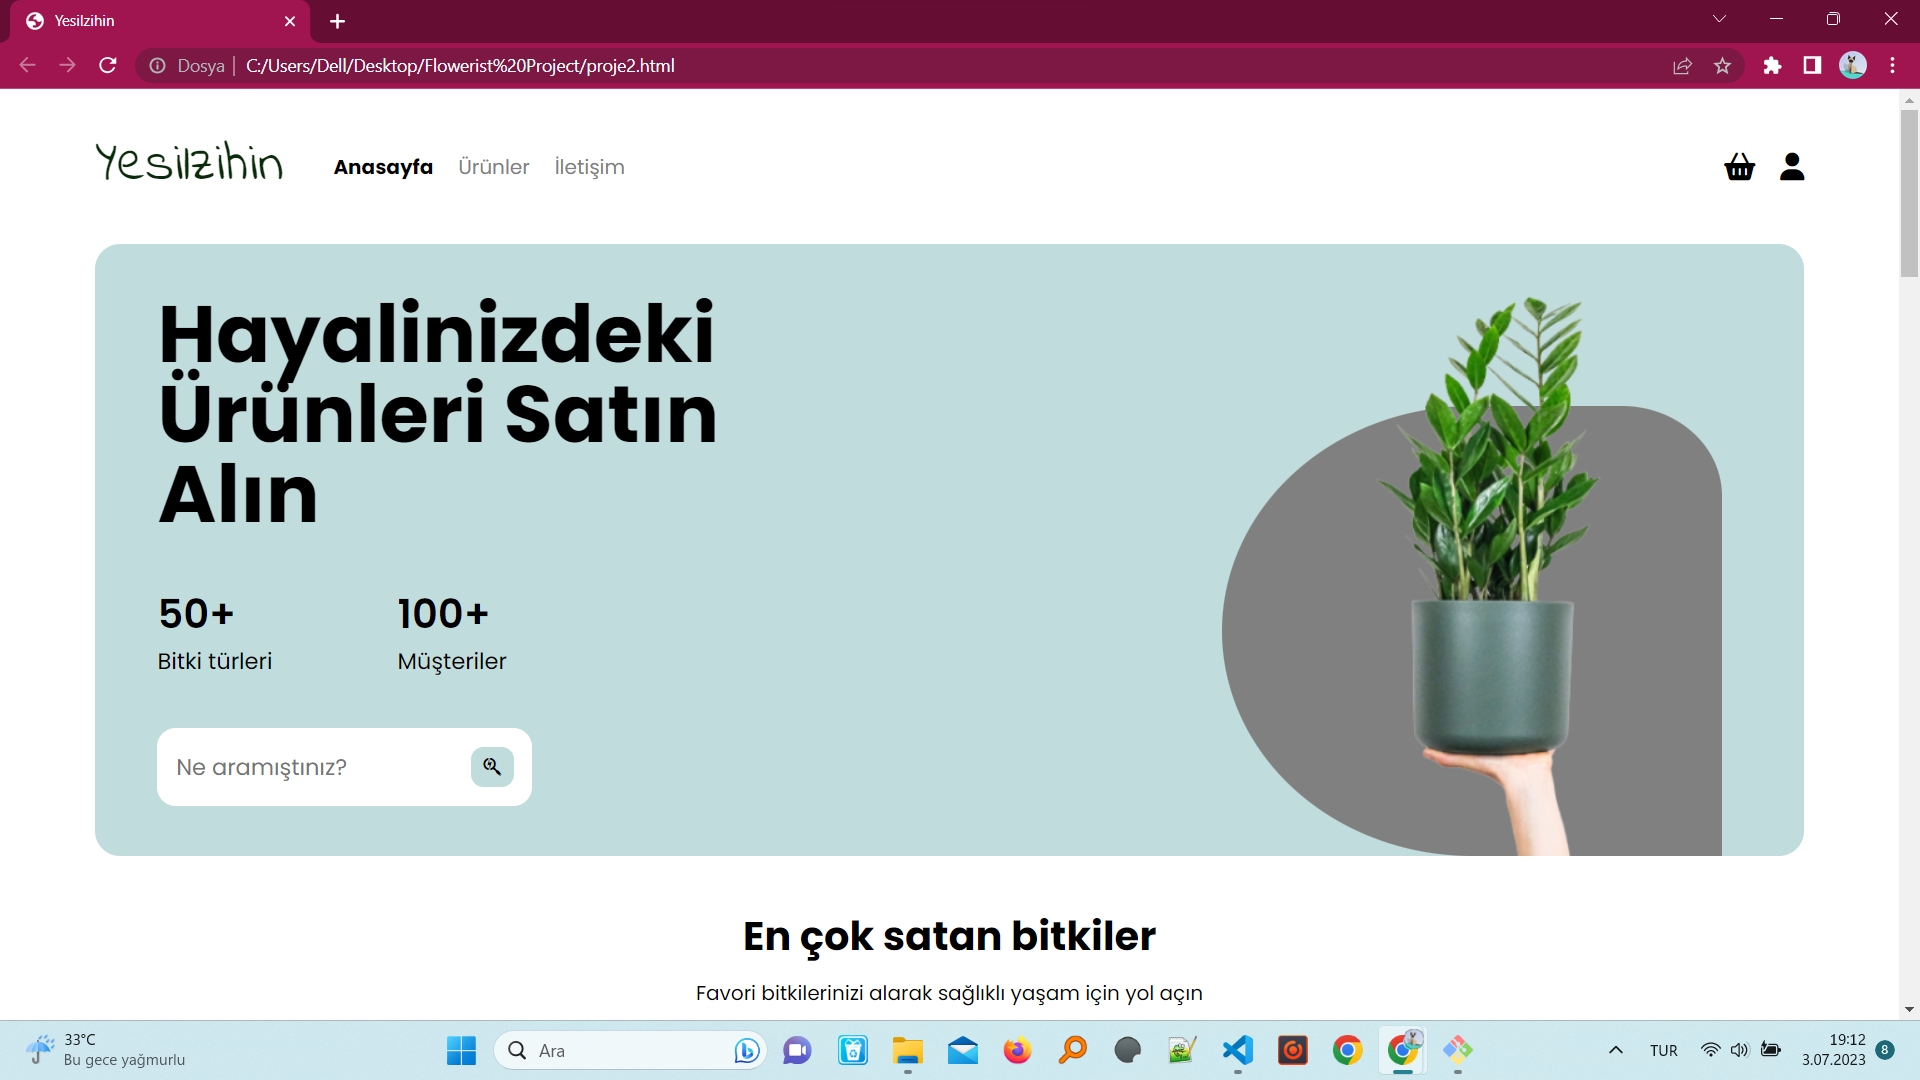 Yesilzihin
Dosya | C:/Users/Dell/Desktop/Flowerist%20Project/proje2.html
Yesilzihin
Anasayfa Ürünler İletişim
Hayalinizdeki
Ürünleri Satın
Alın
50+ 100+
Bitki türleri Müşteriler
Ne aramıştınız?
En çok satan bitkiler
Favori bitkilerinizi alarak sağlıklı yaşam için yol açın
33°C
Bu gece yağmurlu
Ara
TUR
19:12
3.07.2023
8